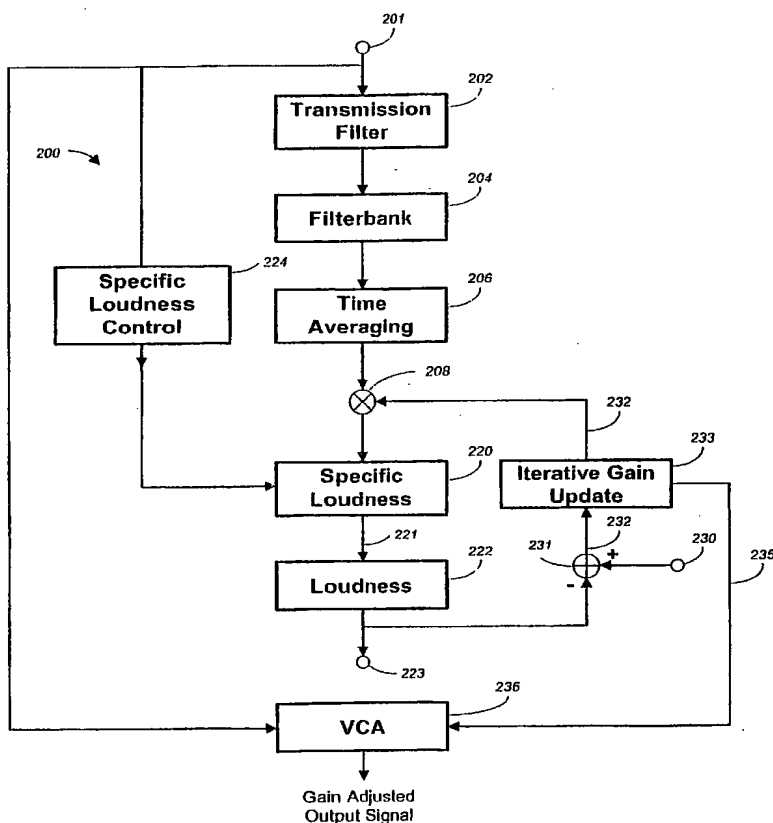 201
202
Transmission
Filter
200
204
Filterbank
224
Specific
Loudness
Control
206
Time
Averaging
208
232
220
Specific
Loudness
233
Iterative Gain
Update
221
232
231
+
230
235
222
Loudness
-
223
236
VCA
Gain Adjusted
Output Signal